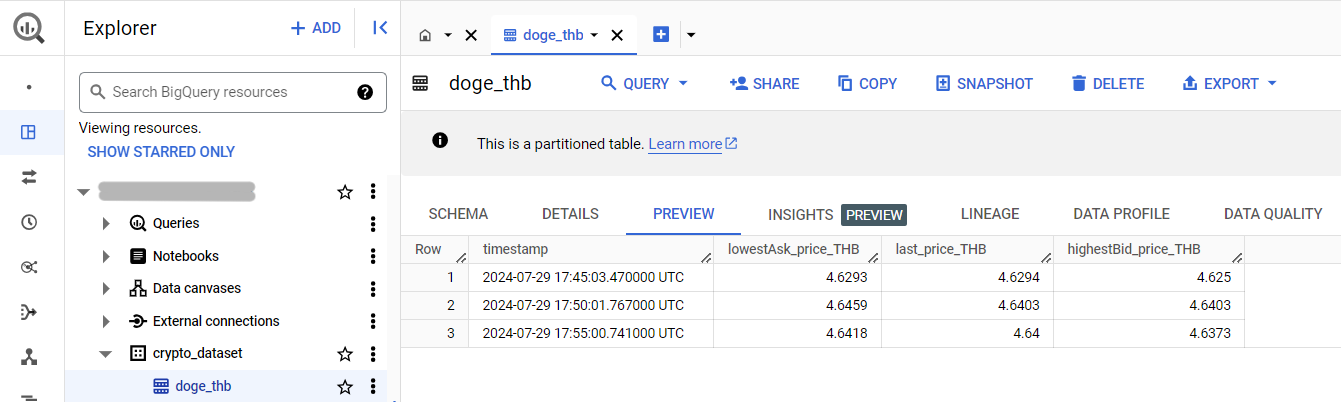 Explorer
+ ADD
doge_thb
Search BigQuery resources
Viewing resources.
SHOW STARRED ONLY
Queries
Notebooks
Data canvases
External connections
crypto_dataset
doge_thb
doge_thb
QUERY
SHARE
COPY
SNAPSHOT
DELETE
EXPORT
This is a partitioned table. Learn more
SCHEMA DETAILS PREVIEW INSIGHTS PREVIEW LINEAGE DATA PROFILE DATA QUALITY
Row timestamp lowestAsk_price_THB last_price_THB highestBid_price_THB
1 2024-07-29 17:45:03.470000 UTC 4.6293 4.6294 4.625
2 2024-07-29 17:50:01.767000 UTC 4.6459 4.6403 4.6403
3 2024-07-29 17:55:00.741000 UTC 4.6418 4.64 4.6373